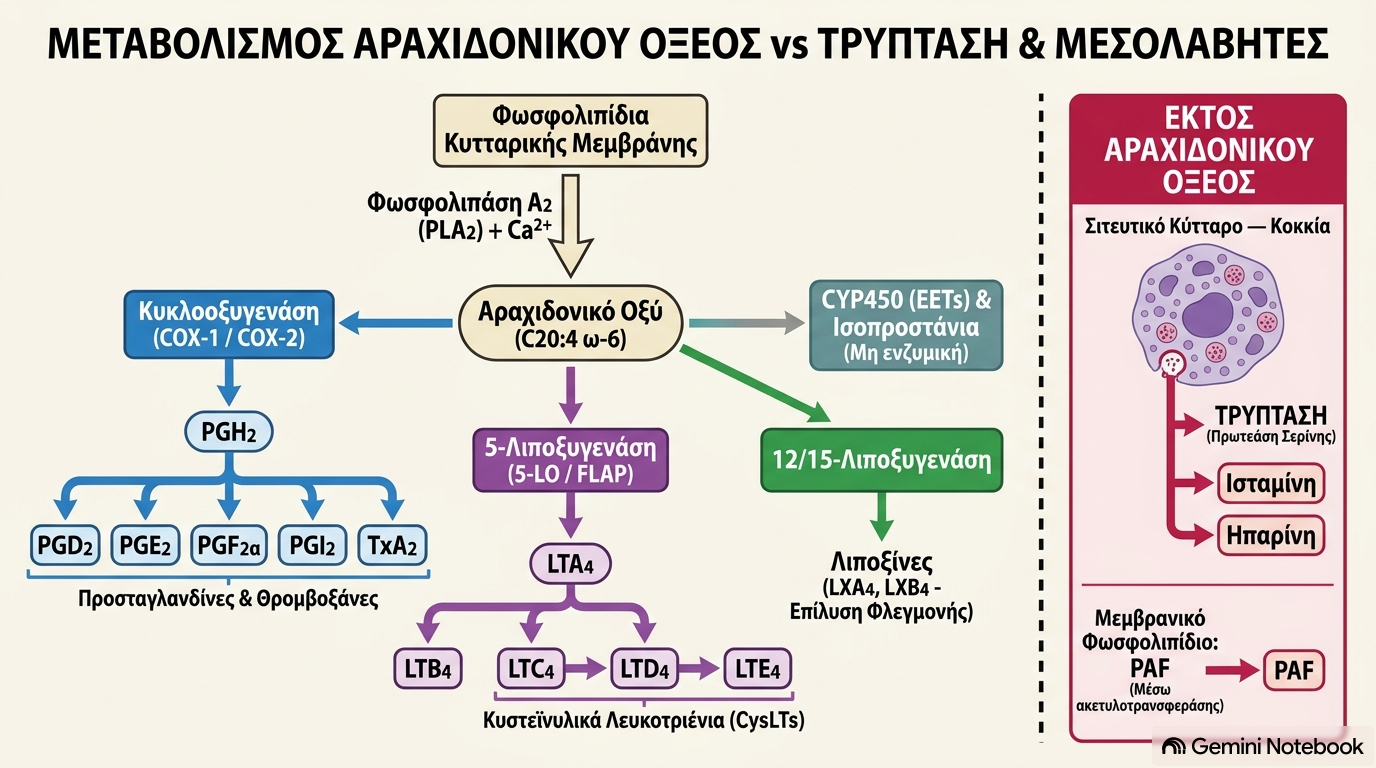 ΜΕΤΑΒΟΛΙΣΜΟΣ ΑΡΑΧΙΔΟΝΙΚΟΥ ΟΞΕΟΣ vs ΤΡΥΠΤΑΣΗ & ΜΕΣΟΛΑΒΗΤΕΣ
Φωσφολιπίδια
Κυτταρικής Μεμβράνης
Φωσφολιπάση A₂
(PLA₂) + Ca²⁺
Αραχιδονικό Οξύ
(C20:4 ω-6)
Κυκλοοξυγενάση
(COX-1 / COX-2)
PGH₂
PGD₂
PGE₂
PGF₂α
PGI₂
TxA₂
Προσταγλανδίνες & Θρομβοξάνες
5-Λιποξυγενάση
(5-LO / FLAP)
LTA₄
LTB₄
LTC₄
LTD₄
LTE₄
Κυστεϊνυλικά Λευκοτριένια (CysLTs)
CYP450 (EETs) &
Ισοπροστάνια
(Μη ενζυμική)
12/15-Λιποξυγενάση
Λιποξίνες
(LXA₄, LXB₄ -
Επίλυση Φλεγμονής)
ΕΚΤΟΣ
ΑΡΑΧΙΔΟΝΙΚΟΥ
ΟΞΕΟΣ
Σιτευτικό Κύτταρο — Κοκκία
ΤΡΥΠΤΑΣΗ
(Πρωτεάση Σερίνης)
Ισταμίνη
Ηπαρίνη
Μεμβρανικό
Φωσφολιπίδιο:
PAF
(Μέσω
ακετυλοτρανσφεράσης)
PAF
Gemini Notebook